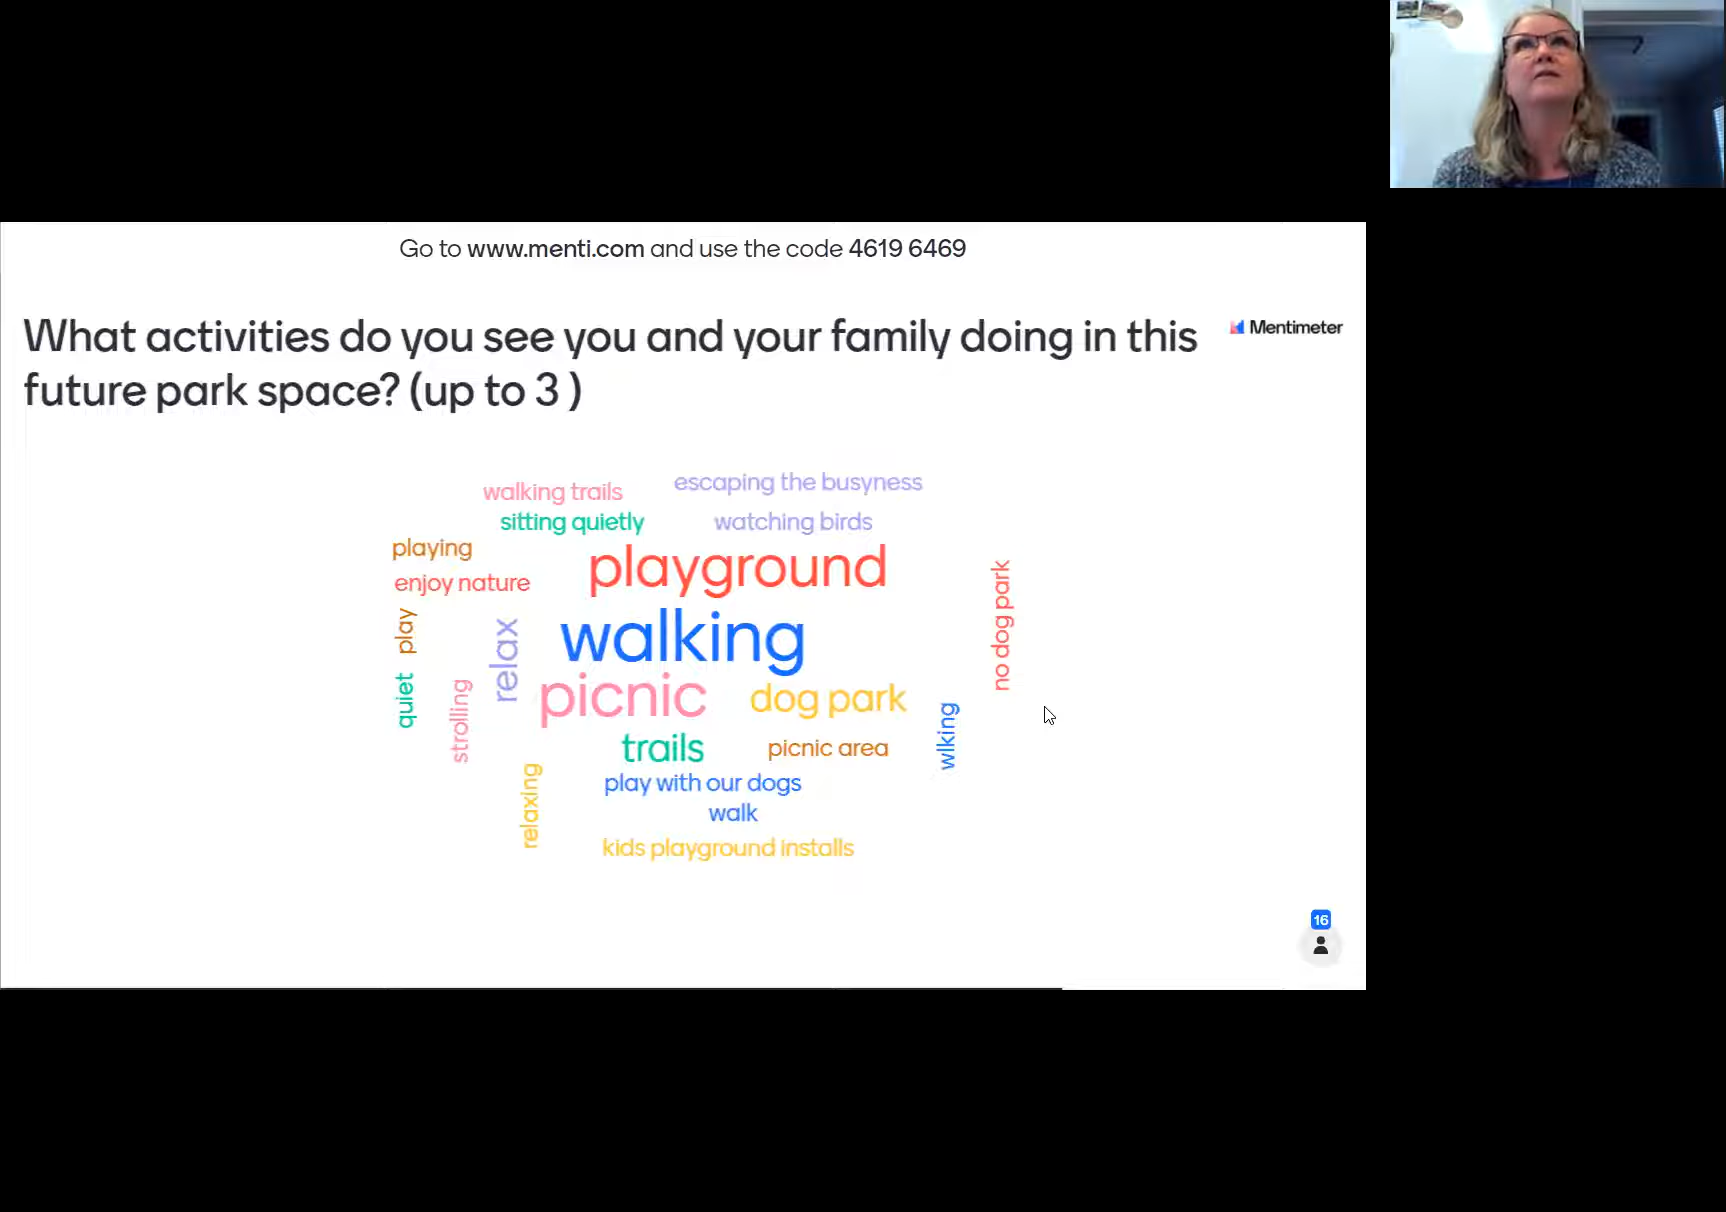 Go to www.menti.com and use the code 4619 6469
What activities do you see you and your family doing in this
future park space? (up to 3 )
Mentimeter
walking trails
escaping the busyness
sitting quietly
watching birds
playing
playground
enjoy nature
no dog park
play
walking
relax
quiet
strolling
picnic
dog park
wlking
trails
picnic area
relaxing
play with our dogs
walk
kids playground installs
16